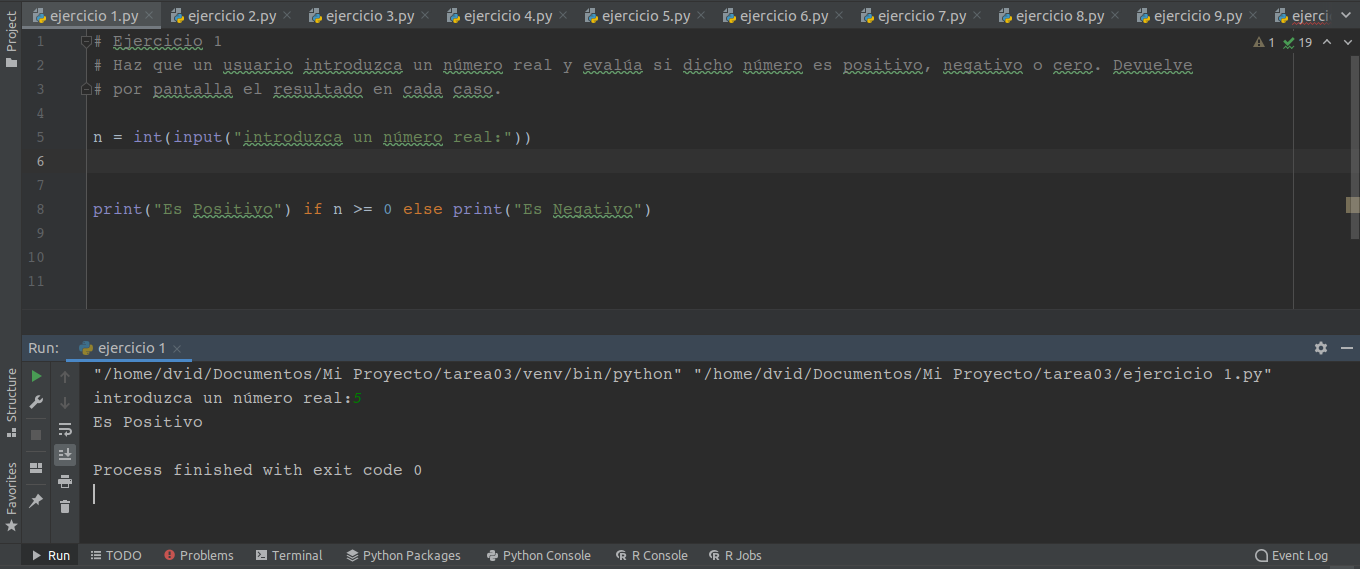 Project
ejercicio 1.py ejercicio 2.py ejercicio 3.py ejercicio 4.py ejercicio 5.py ejercicio 6.py ejercicio 7.py ejercicio 8.py ejercicio 9.py ejerci
1 # Ejercicio 1
1 19
2 # Haz que un usuario introduzca un número real y evalúa si dicho número es positivo, negativo o cero. Devuelve
3 # por pantalla el resultado en cada caso.
4
5 n = int(input("introduzca un número real:"))
6
7
8 print("Es Positivo") if n >= 0 else print("Es Negativo")
9
10
11
Run: ejercicio 1
"/home/dvid/Documentos/Mi Proyecto/tarea03/venv/bin/python" "/home/dvid/Documentos/Mi Proyecto/tarea03/ejercicio 1.py"
introduzca un número real:5
Es Positivo
Process finished with exit code 0
Structure
Favorites
Run TODO Problems Terminal Python Packages Python Console R Console R Jobs Event Log